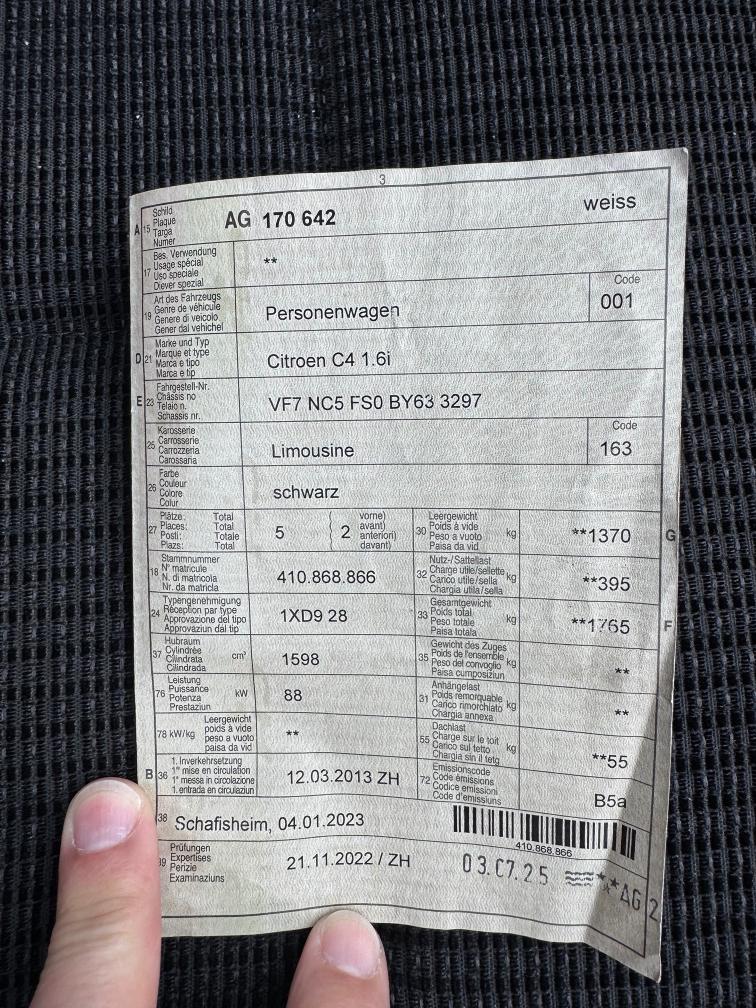 3
A 15 Schild Plaque Targa Numer AG 170 642 weiss
17 Bes. Verwendung Usage spécial Uso speciale Diever spezial **
19 Art des Fahrzeugs Genre de véhicule Genere di veicolo Gener dal vehichel Personenwagen Code 001
D 21 Marke und Typ Marque et type Marca e tipo Marca e tip Citroen C4 1.6i
E 23 Fahrgestell-Nr. Châssis no Telaio n. Schassis nr. VF7 NC5 FS0 BY63 3297
25 Karosserie Carrosserie Carrozzeria Carossaria Limousine Code 163
26 Farbe Couleur Colore Colur schwarz
27 Plätze: Total Places: Total Posti: Totale Plazs: Total 5 ( 2 vorne) avant) anteriori) davant) 30 Leergewicht Poids à vide Peso a vuoto Paisa da vid kg **1370 G
18 Stammnummer N° matricule N. di matricola Nr. da matricla 410.868.866 32 Nutz-/Sattellast Charge utile/sellette Carico utile/sella Chargia utila/sella kg **395
24 Typengenehmigung Réception par type Approvazione del tipo Approvaziun dal tip 1XD9 28 33 Gesamtgewicht Poids total Peso totale Paisa totala kg **1765 F
37 Hubraum Cylindrée Cilindrata Cilindrada cm³ 1598 35 Gewicht des Zuges Poids de l'ensemble Peso del convoglio Paisa cumposiziun kg **
76 Leistung Puissance Potenza Prestaziun kW 88 31 Anhängelast Poids remorquable Carico rimorchiato Chargia annexa kg **
78 kW/kg Leergewicht poids à vide peso a vuoto paisa da vid ** 55 Dachlast Charge sur le toit Carico sul tetto Chargia sin il tetg kg **55
B 36 1. Inverkehrsetzung 1re mise en circulation 1a messa in circolazione 1. entrada en circulaziun 12.03.2013 ZH 72 Emissionscode Code émissions Codice emissioni Code d'emissiuns B5a
38 Schafisheim, 04.01.2023
410.868.866
39 Prüfungen Expertises Perizie Examinaziuns 21.11.2022 / ZH 03.07.25 AG 2